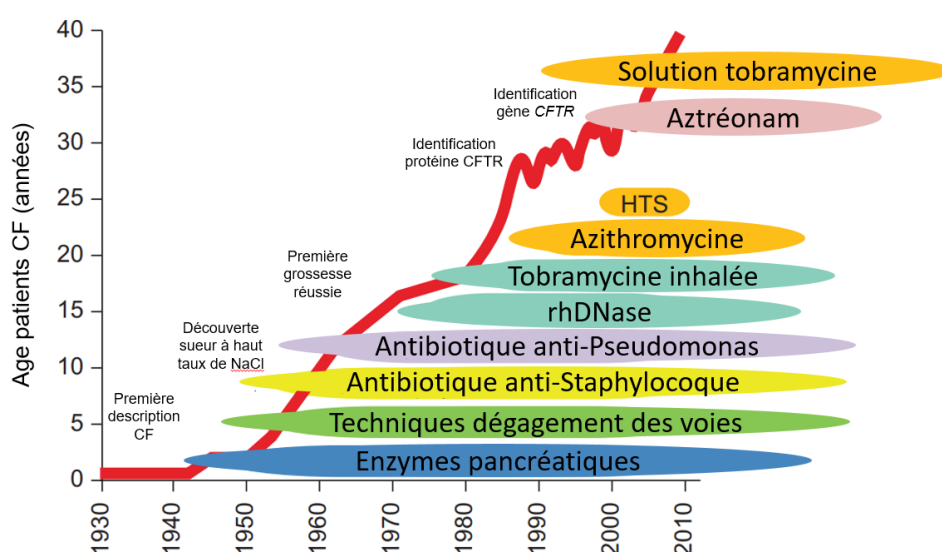 Age patients CF (années)
40
35
30
25
20
15
10
5
0
1930
1940
1950
1960
1970
1980
1990
2000
2010
Première
description
CF
Découverte
sueur à haut
taux de NaCl
Première
grossesse
réussie
Identification
protéine CFTR
Identification
gène CFTR
Solution tobramycine
Aztréonam
HTS
Azithromycine
Tobramycine inhalée
rhDNase
Antibiotique anti-Pseudomonas
Antibiotique anti-Staphylocoque
Techniques dégagement des voies
Enzymes pancréatiques